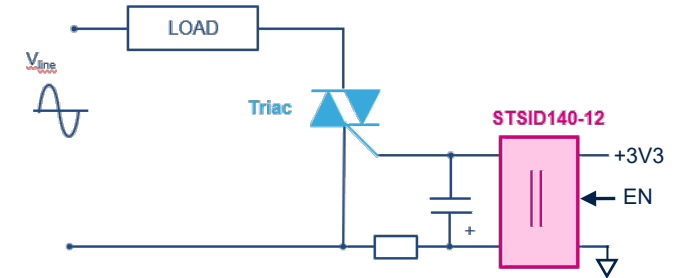 LOAD
Vline
Triac
STSID140-12
+3V3
EN
+